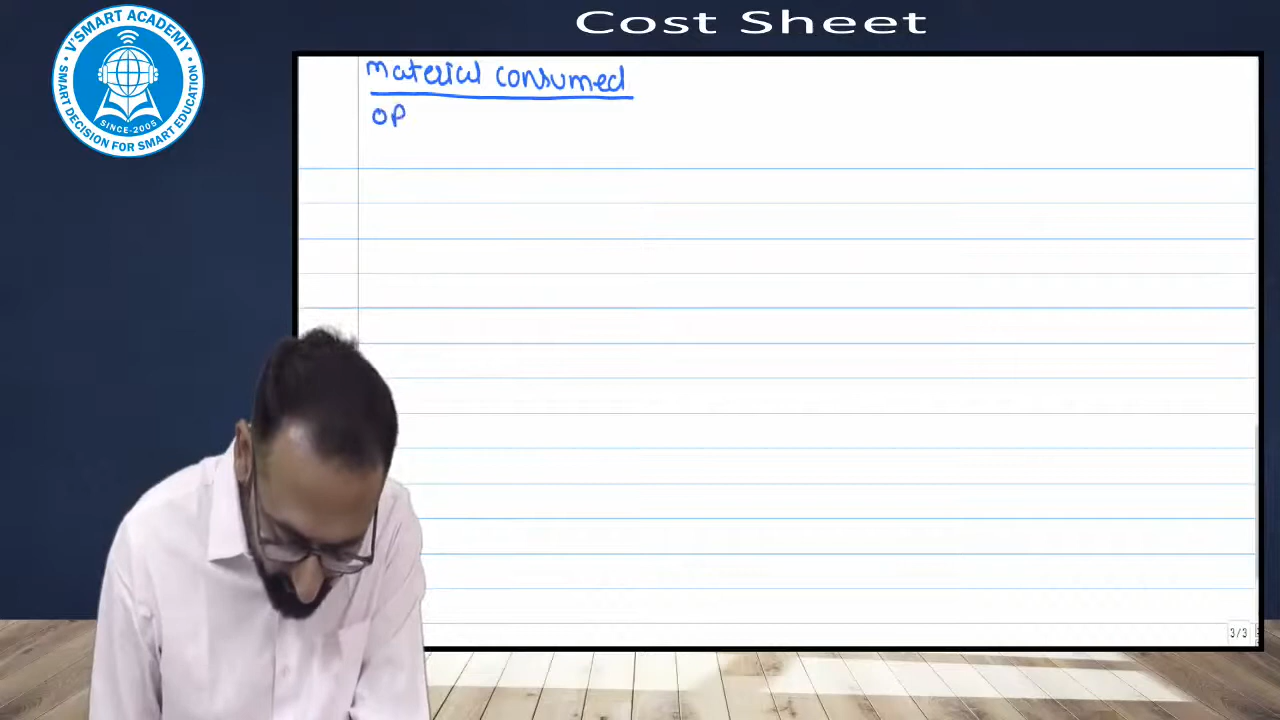 Cost Sheet
V'SMART ACADEMY
SINCE-2005
SMART DECISION FOR SMART EDUCATION
Material consumed
OP
3/3